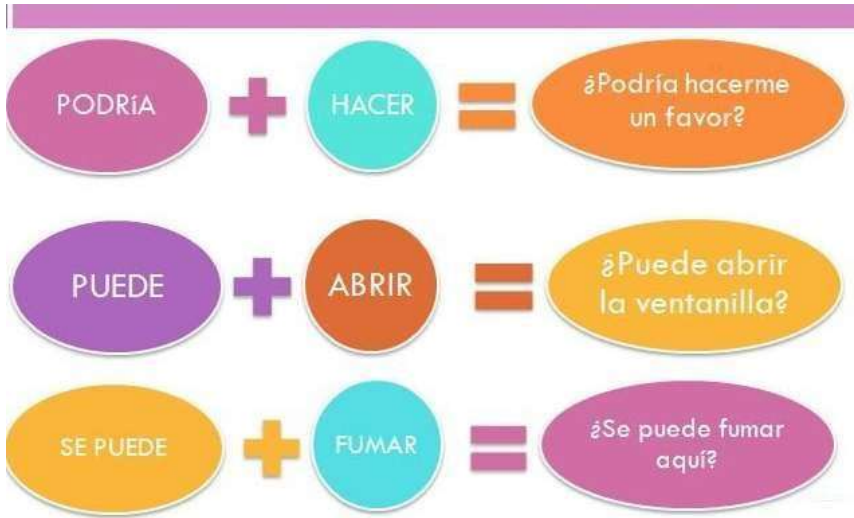 PODRíA
HACER
¿Podría hacerme
un favor?
PUEDE
ABRIR
¿Puede abrir
la ventanilla?
SE PUEDE
FUMAR
¿Se puede fumar
aquí?